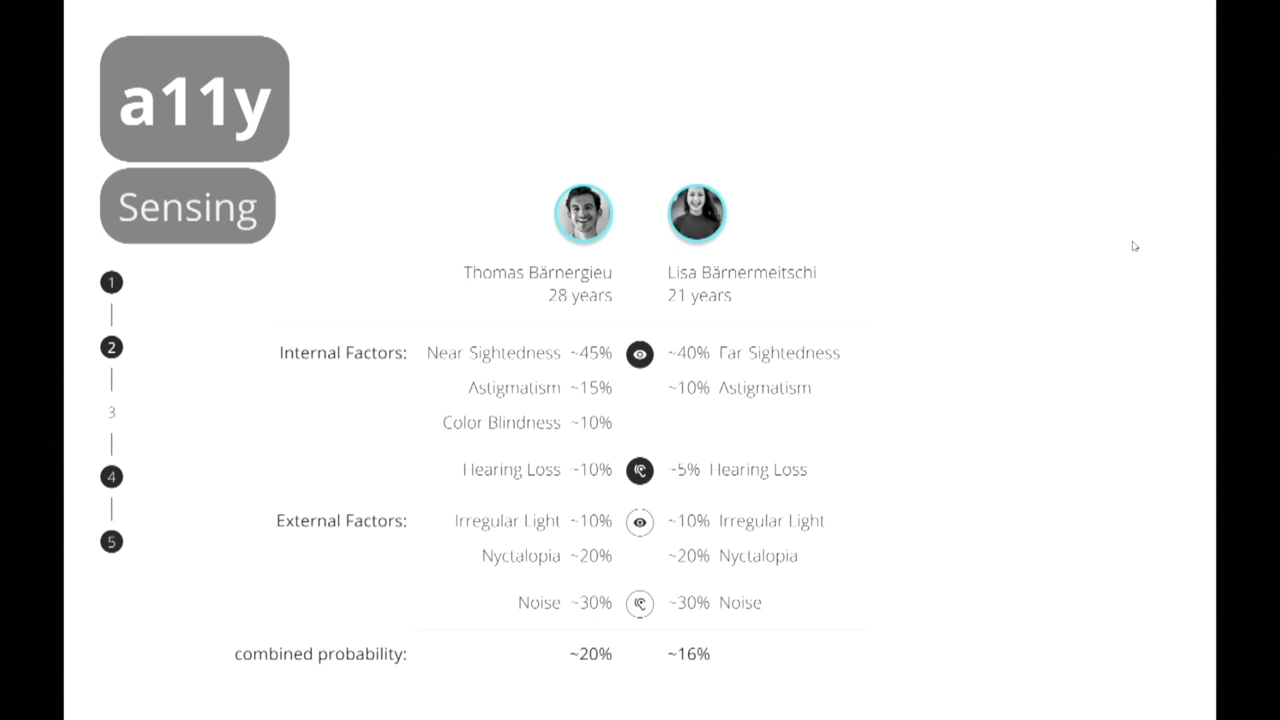 a11y
Sensing
1
2
3
4
5
Thomas Bärnergieu
28 years
Lisa Bärnermeitschi
21 years
Internal Factors: Near Sightedness ~45% ~40% Far Sightedness
Astigmatism ~15% ~10% Astigmatism
Color Blindness ~10%
Hearing Loss ~10% ~5% Hearing Loss
External Factors: Irregular Light ~10% ~10% Irregular Light
Nyctalopia ~20% ~20% Nyctalopia
Noise ~30% ~30% Noise
combined probability: ~20% ~16%